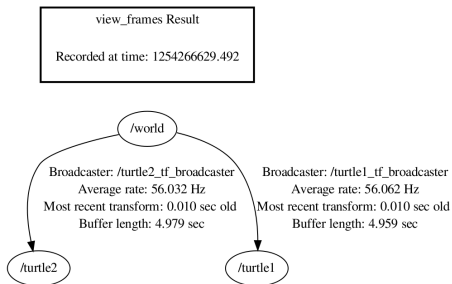 view_frames Result
Recorded at time: 1254266629.492
/world
Broadcaster: /turtle2_tf_broadcaster
Average rate: 56.032 Hz
Most recent transform: 0.010 sec old
Buffer length: 4.979 sec
Broadcaster: /turtle1_tf_broadcaster
Average rate: 56.062 Hz
Most recent transform: 0.010 sec old
Buffer length: 4.959 sec
/turtle2
/turtle1